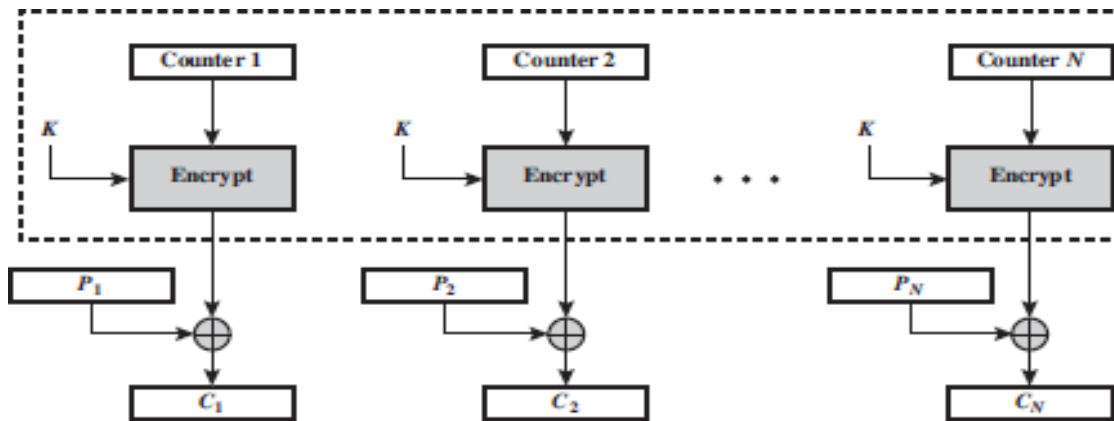 Counter 1 Counter 2 Counter N
K K K
Encrypt Encrypt . . . Encrypt
P1 P2 PN
C1 C2 CN